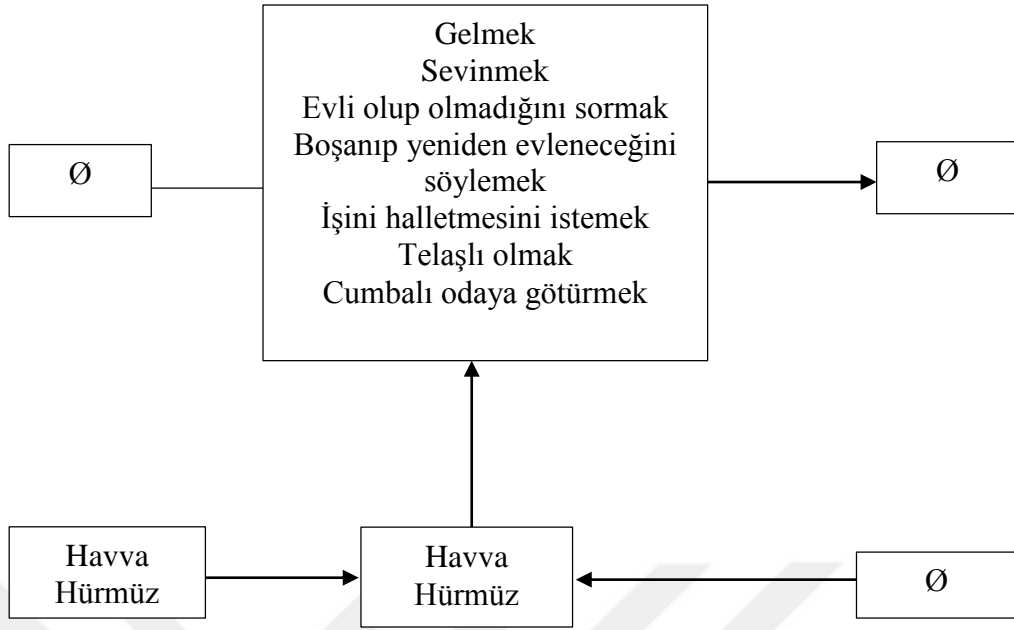 Gelmek
Sevinmek
Evli olup olmadığını sormak
Boşanıp yeniden evleneceğini
söylemek
İşini halletmesini istemek
Telaşlı olmak
Cumbalı odaya götürmek
Ø
Ø
Havva
Hürmüz
Havva
Hürmüz
Ø